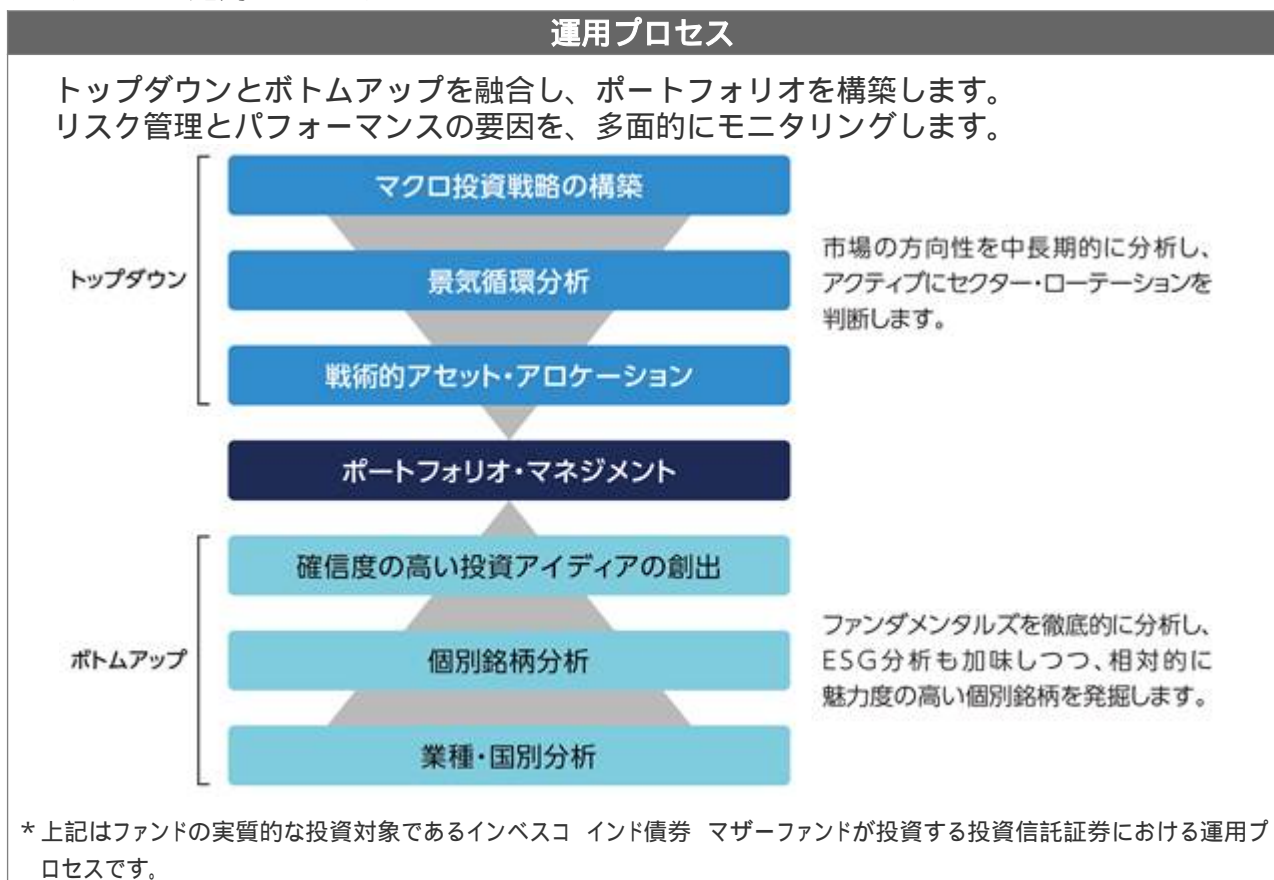 運用プロセス
トップダウンとボトムアップを融合し、ポートフォリオを構築します。
リスク管理とパフォーマンスの要因を、多面的にモニタリングします。
トップダウン
マクロ投資戦略の構築
景気循環分析
戦術的アセット・アロケーション
市場の方向性を中長期的に分析し、
アクティブにセクター・ローテーションを
判断します。
ポートフォリオ・マネジメント
ボトムアップ
確信度の高い投資アイディアの創出
個別銘柄分析
業種・国別分析
ファンダメンタルズを徹底的に分析し、
ESG分析も加味しつつ、相対的に
魅力度の高い個別銘柄を発掘します。
* 上記はファンドの実質的な投資対象であるインベスコ インド債券 マザーファンドが投資する投資信託証券における運用プ
ロセスです。